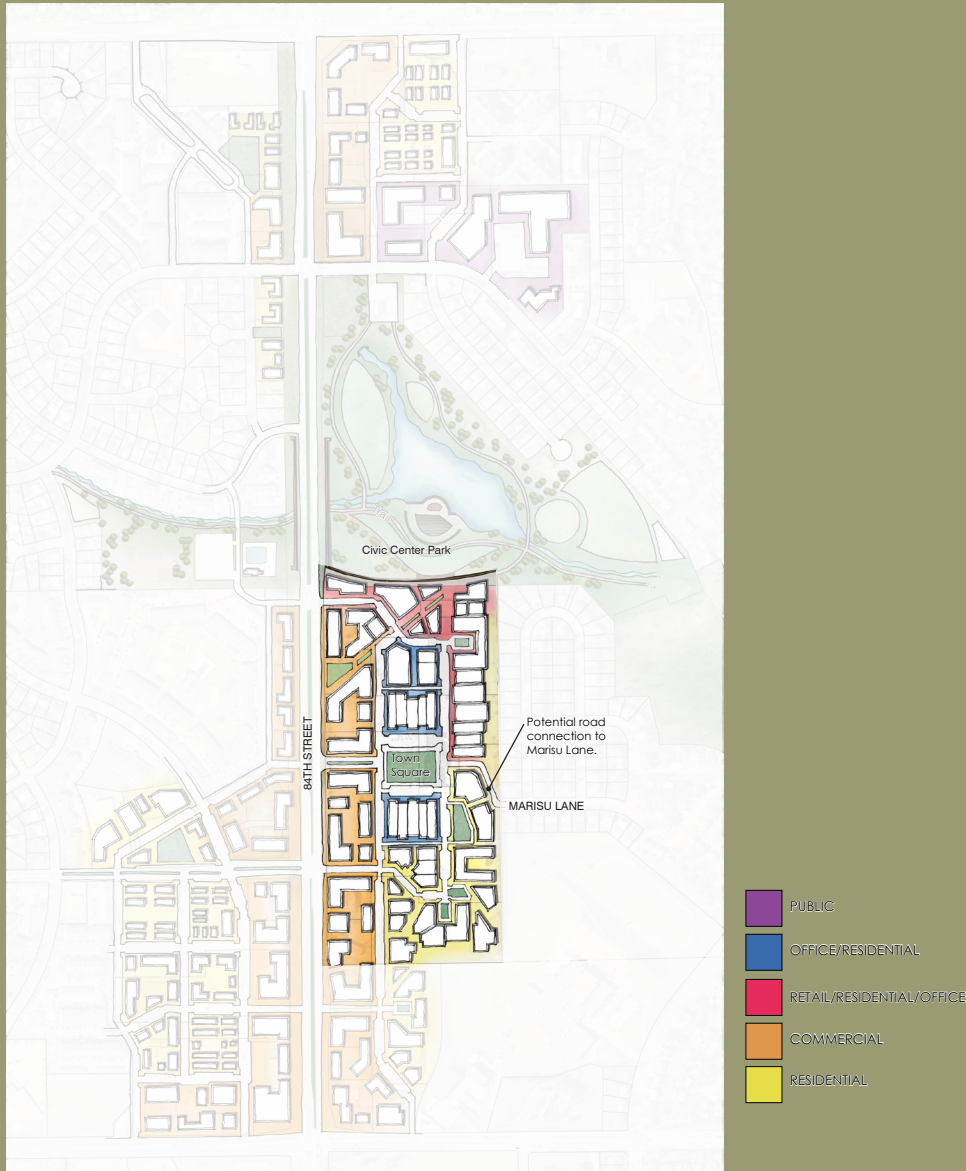 Civic Center Park
84TH STREET
Town
Square
Potential road
connection to
Marisu Lane.
MARISU LANE
PUBLIC
OFFICE/RESIDENTIAL
RETAIL/RESIDENTIAL/OFFICE
COMMERCIAL
RESIDENTIAL